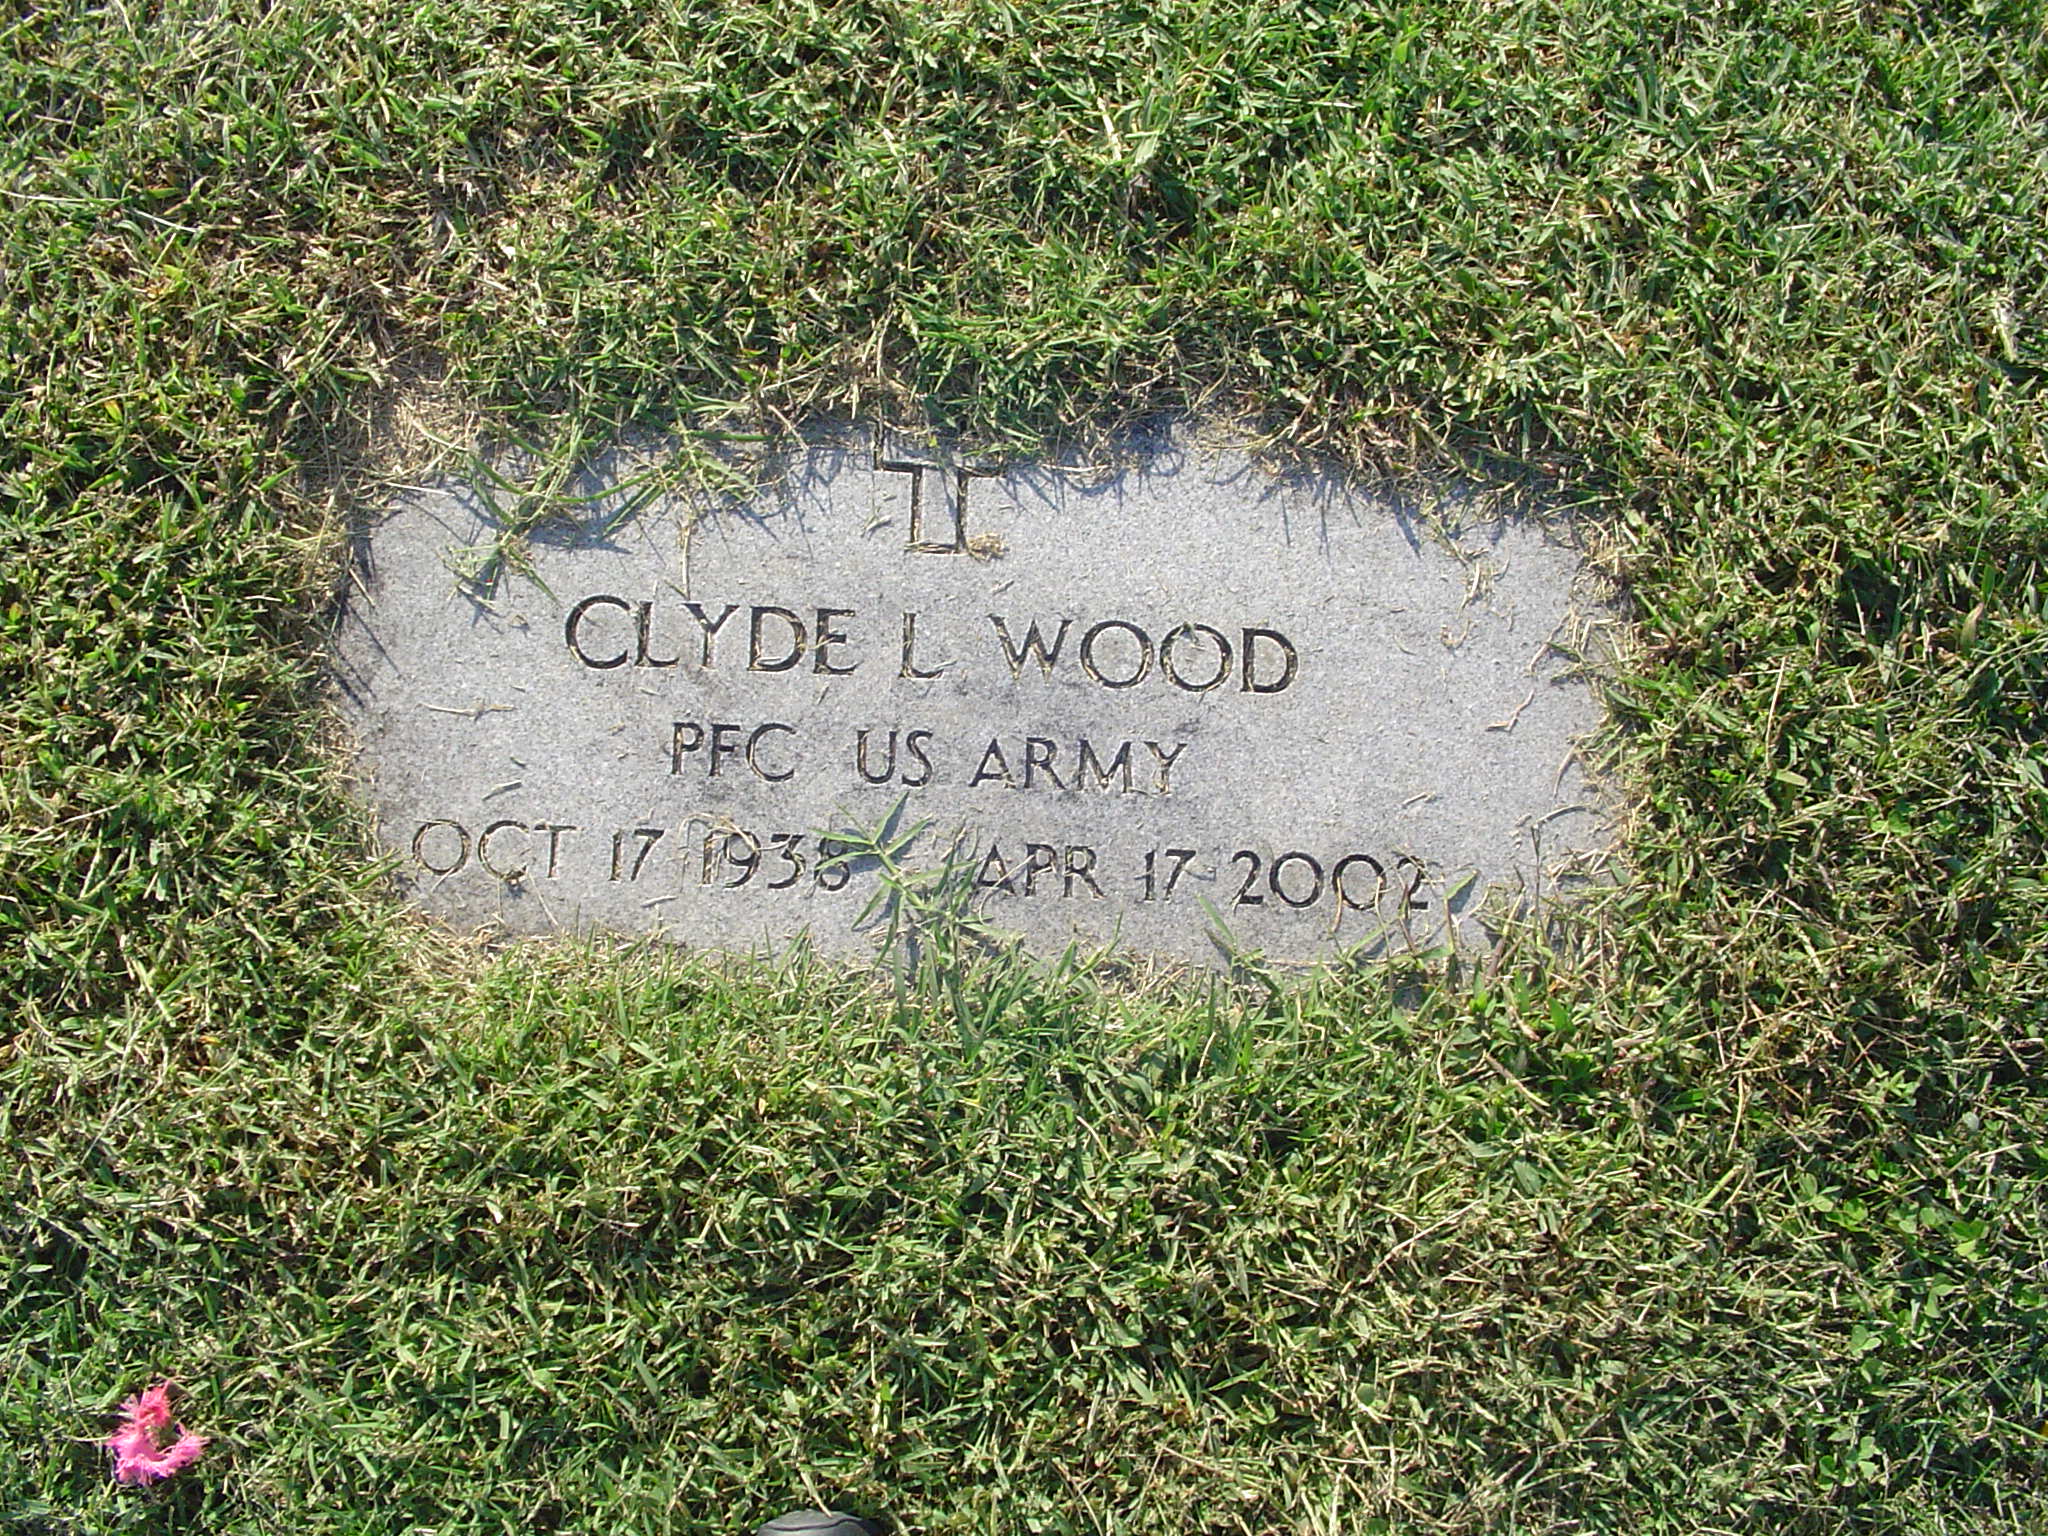 CLYDE L WOOD
PFC US ARMY
OCT 17 1938 APR 17 2002